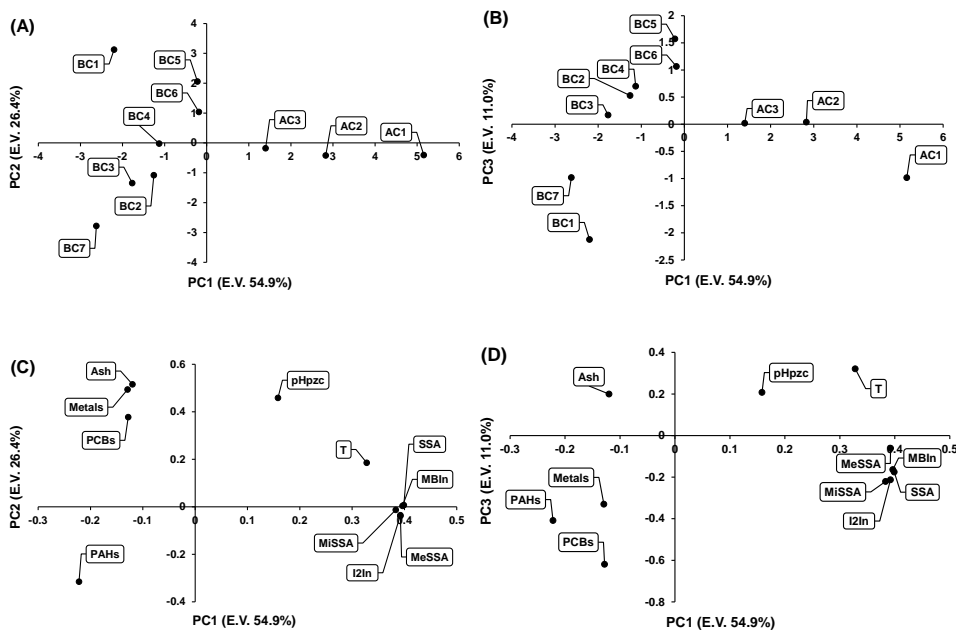 (A)
PC2 (E.V. 26.4%)
4
3
2
1
0
-1
-2
-3
-4
-4 -3 -2 -1 0 1 2 3 4 5 6
BC1
BC5
BC6
BC4
AC3
AC2
AC1
BC3
BC2
BC7
PC1 (E.V. 54.9%)
(B)
PC3 (E.V. 11.0%)
2
1.5
1
0.5
0
-0.5
-1
-1.5
-2
-2.5
-4 -3 -2 -1 0 1 2 3 4 5 6
BC5
BC6
BC4
BC2
BC3
AC3
AC2
AC1
BC7
BC1
PC1 (E.V. 54.9%)
(C)
PC2 (E.V. 26.4%)
0.6
0.4
0.2
0
-0.2
-0.4
-0.3 -0.2 -0.1 0 0.1 0.2 0.3 0.4 0.5
Ash
Metals
PCBs
pHpzc
T
SSA
MBIn
MiSSA
I2In
MeSSA
PAHs
PC1 (E.V. 54.9%)
(D)
PC3 (E.V. 11.0%)
0.4
0.2
0
-0.2
-0.4
-0.6
-0.8
-0.3 -0.2 -0.1 0 0.1 0.2 0.3 0.4 0.5
Ash
pHpzc
T
MeSSA
MBIn
MiSSA
SSA
I2In
Metals
PAHs
PCBs
PC1 (E.V. 54.9%)